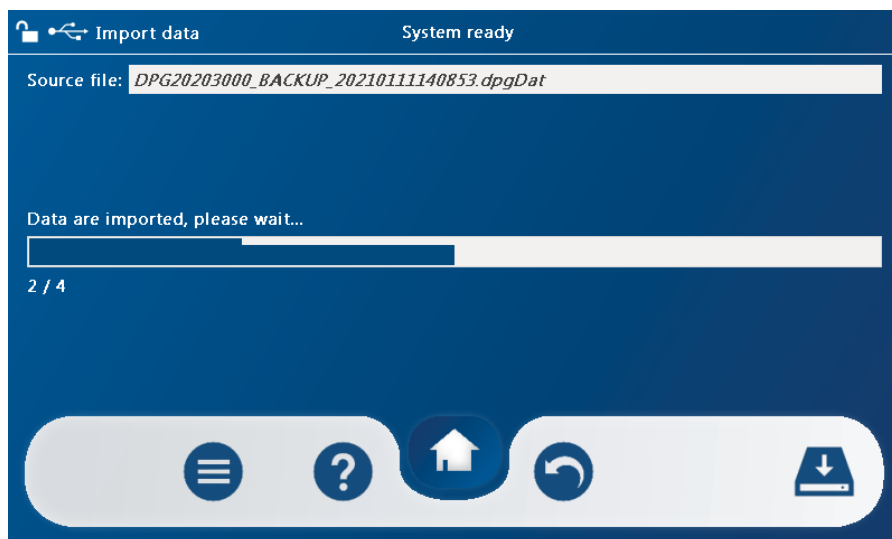 Import data
System ready
Source file: DPG20203000_BACKUP_20210111140853.dpgDat
Data are imported, please wait...
2 / 4
?